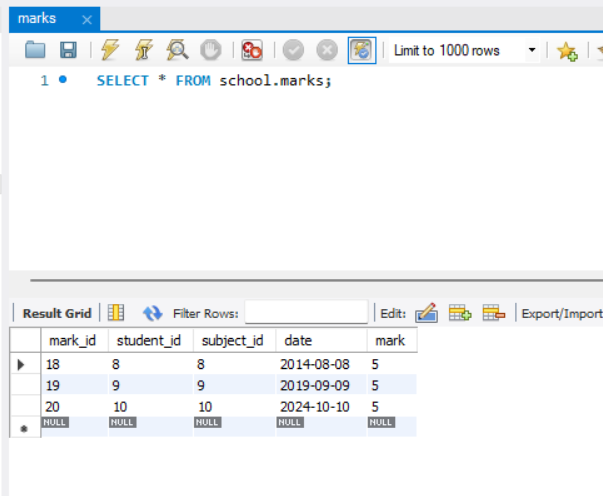 marks
Limit to 1000 rows
1 SELECT * FROM school.marks;
Result Grid Filter Rows: Edit: Export/Import
mark_id student_id subject_id date mark
18 8 8 2014-08-08 5
19 9 9 2019-09-09 5
20 10 10 2024-10-10 5
NULL NULL NULL NULL NULL